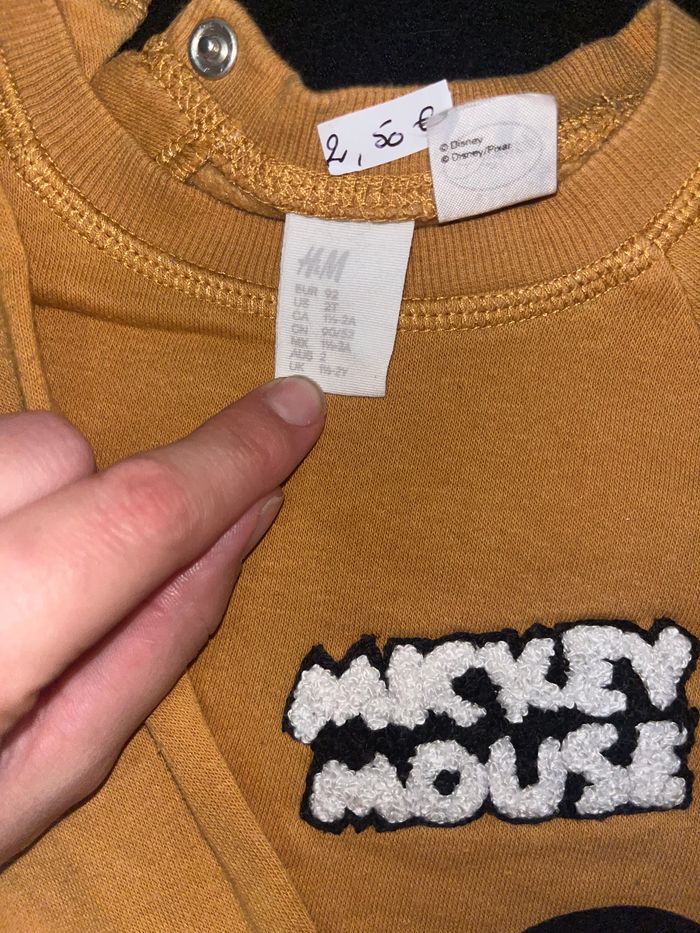 2,50 €
© Disney
© Disney/Pixar
H&M
EUR 92
US 2T
CA 1½-2A
CN 90/52
MX 1½-2A
AUS 2
UK 1½-2Y
MICKEY
MOUSE